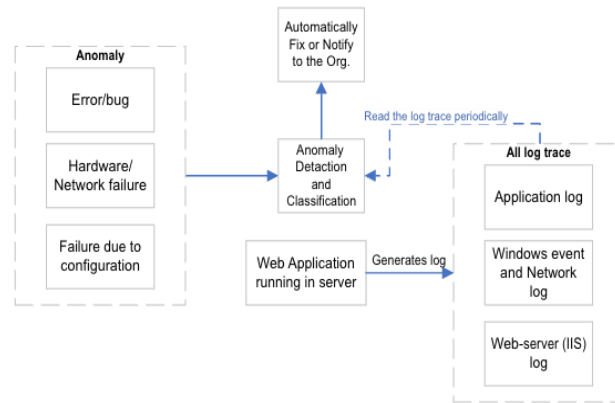 Anomaly
Error/bug
Hardware/
Network failure
Failure due to
configuration
Automatically
Fix or Notify
to the Org.
Read the log trace periodically
Anomaly
Detaction
and
Classification
Web Application
running in server
Generates log
All log trace
Application log
Windows event
and Network
log
Web-server (IIS)
log